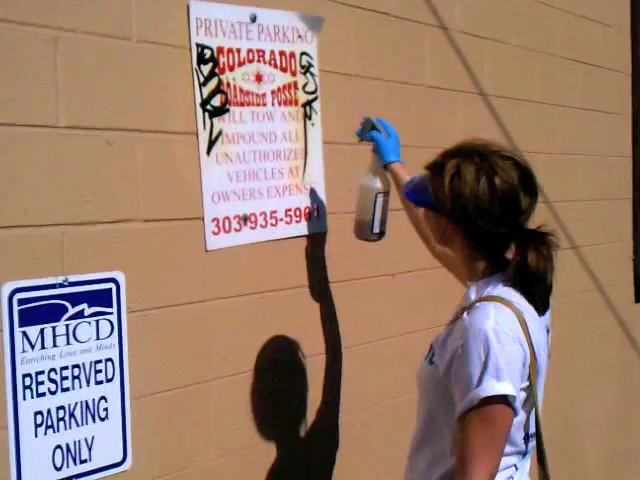 PRIVATE PARKING
COLORADO
ROADSIDE POSSE
WILL TOW AND
IMPOUND ALL
UNAUTHORIZED
VEHICLES AT
OWNERS EXPENSE
303-935-5961
MHCD
Enriching Lives and Minds
RESERVED
PARKING
ONLY